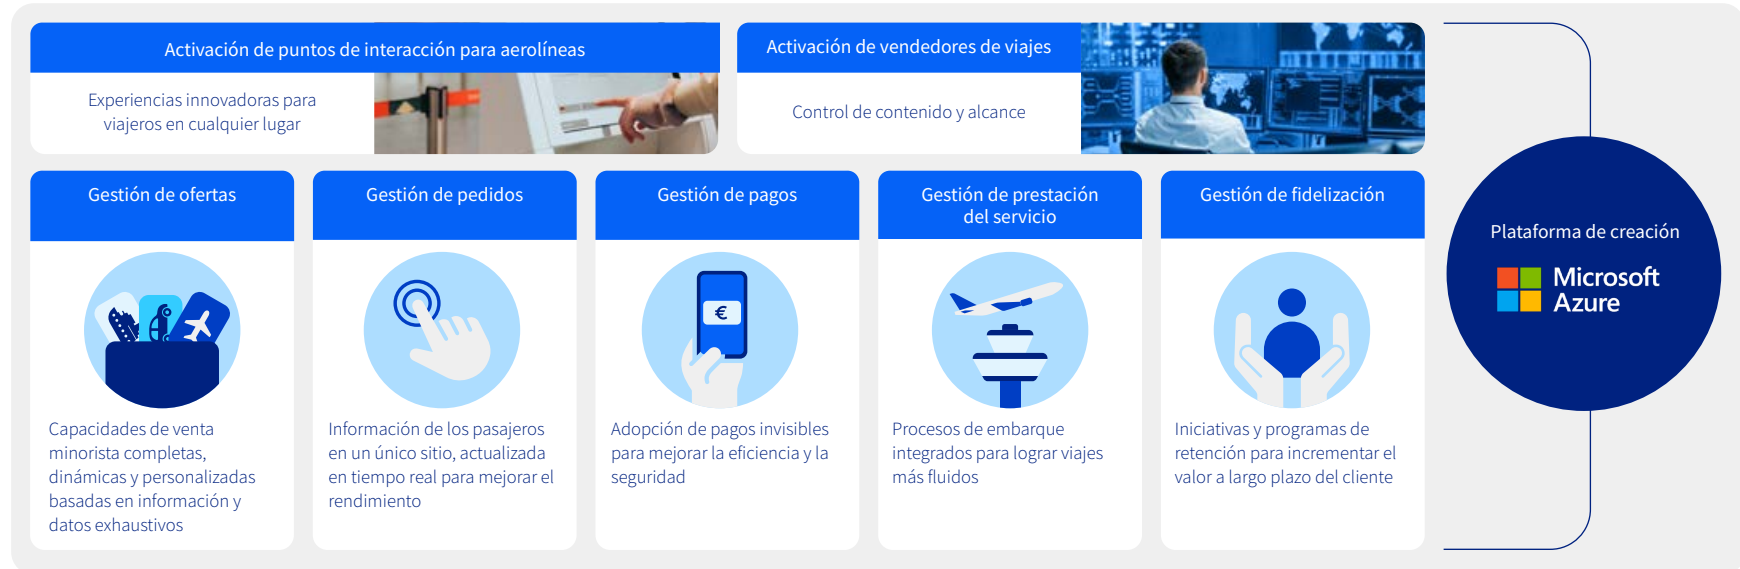 Activación de puntos de interacción para aerolíneas
Experiencias innovadoras para
viajeros en cualquier lugar
Activación de vendedores de viajes
Control de contenido y alcance
Gestión de ofertas
Capacidades de venta
minorista completas,
dinámicas y personalizadas
basadas en información y
datos exhaustivos
Gestión de pedidos
Información de los pasajeros
en un único sitio, actualizada
en tiempo real para mejorar el
rendimiento
Gestión de pagos
€
Adopción de pagos invisibles
para mejorar la eficiencia y la
seguridad
Gestión de prestación
del servicio
Procesos de embarque
integrados para lograr viajes
más fluidos
Gestión de fidelización
Iniciativas y programas de
retención para incrementar el
valor a largo plazo del cliente
Plataforma de creación
Microsoft
Azure